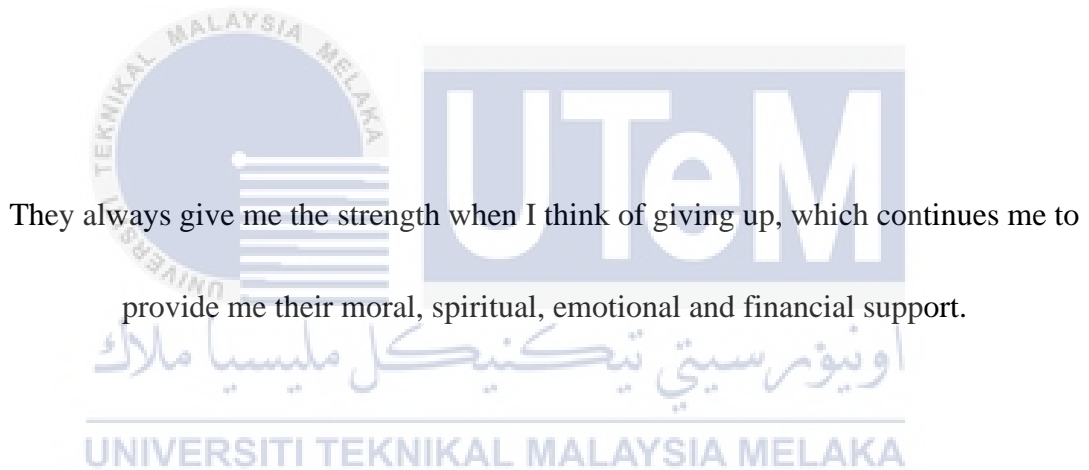 UNIVERSITI TEKNIKAL MALAYSIA MELAKA
UTeM
They always give me the strength when I think of giving up, which continues me to
provide me their moral, spiritual, emotional and financial support.
اونيۏرسيتي تيكنيكل مليسيا ملاك
UNIVERSITI TEKNIKAL MALAYSIA MELAKA